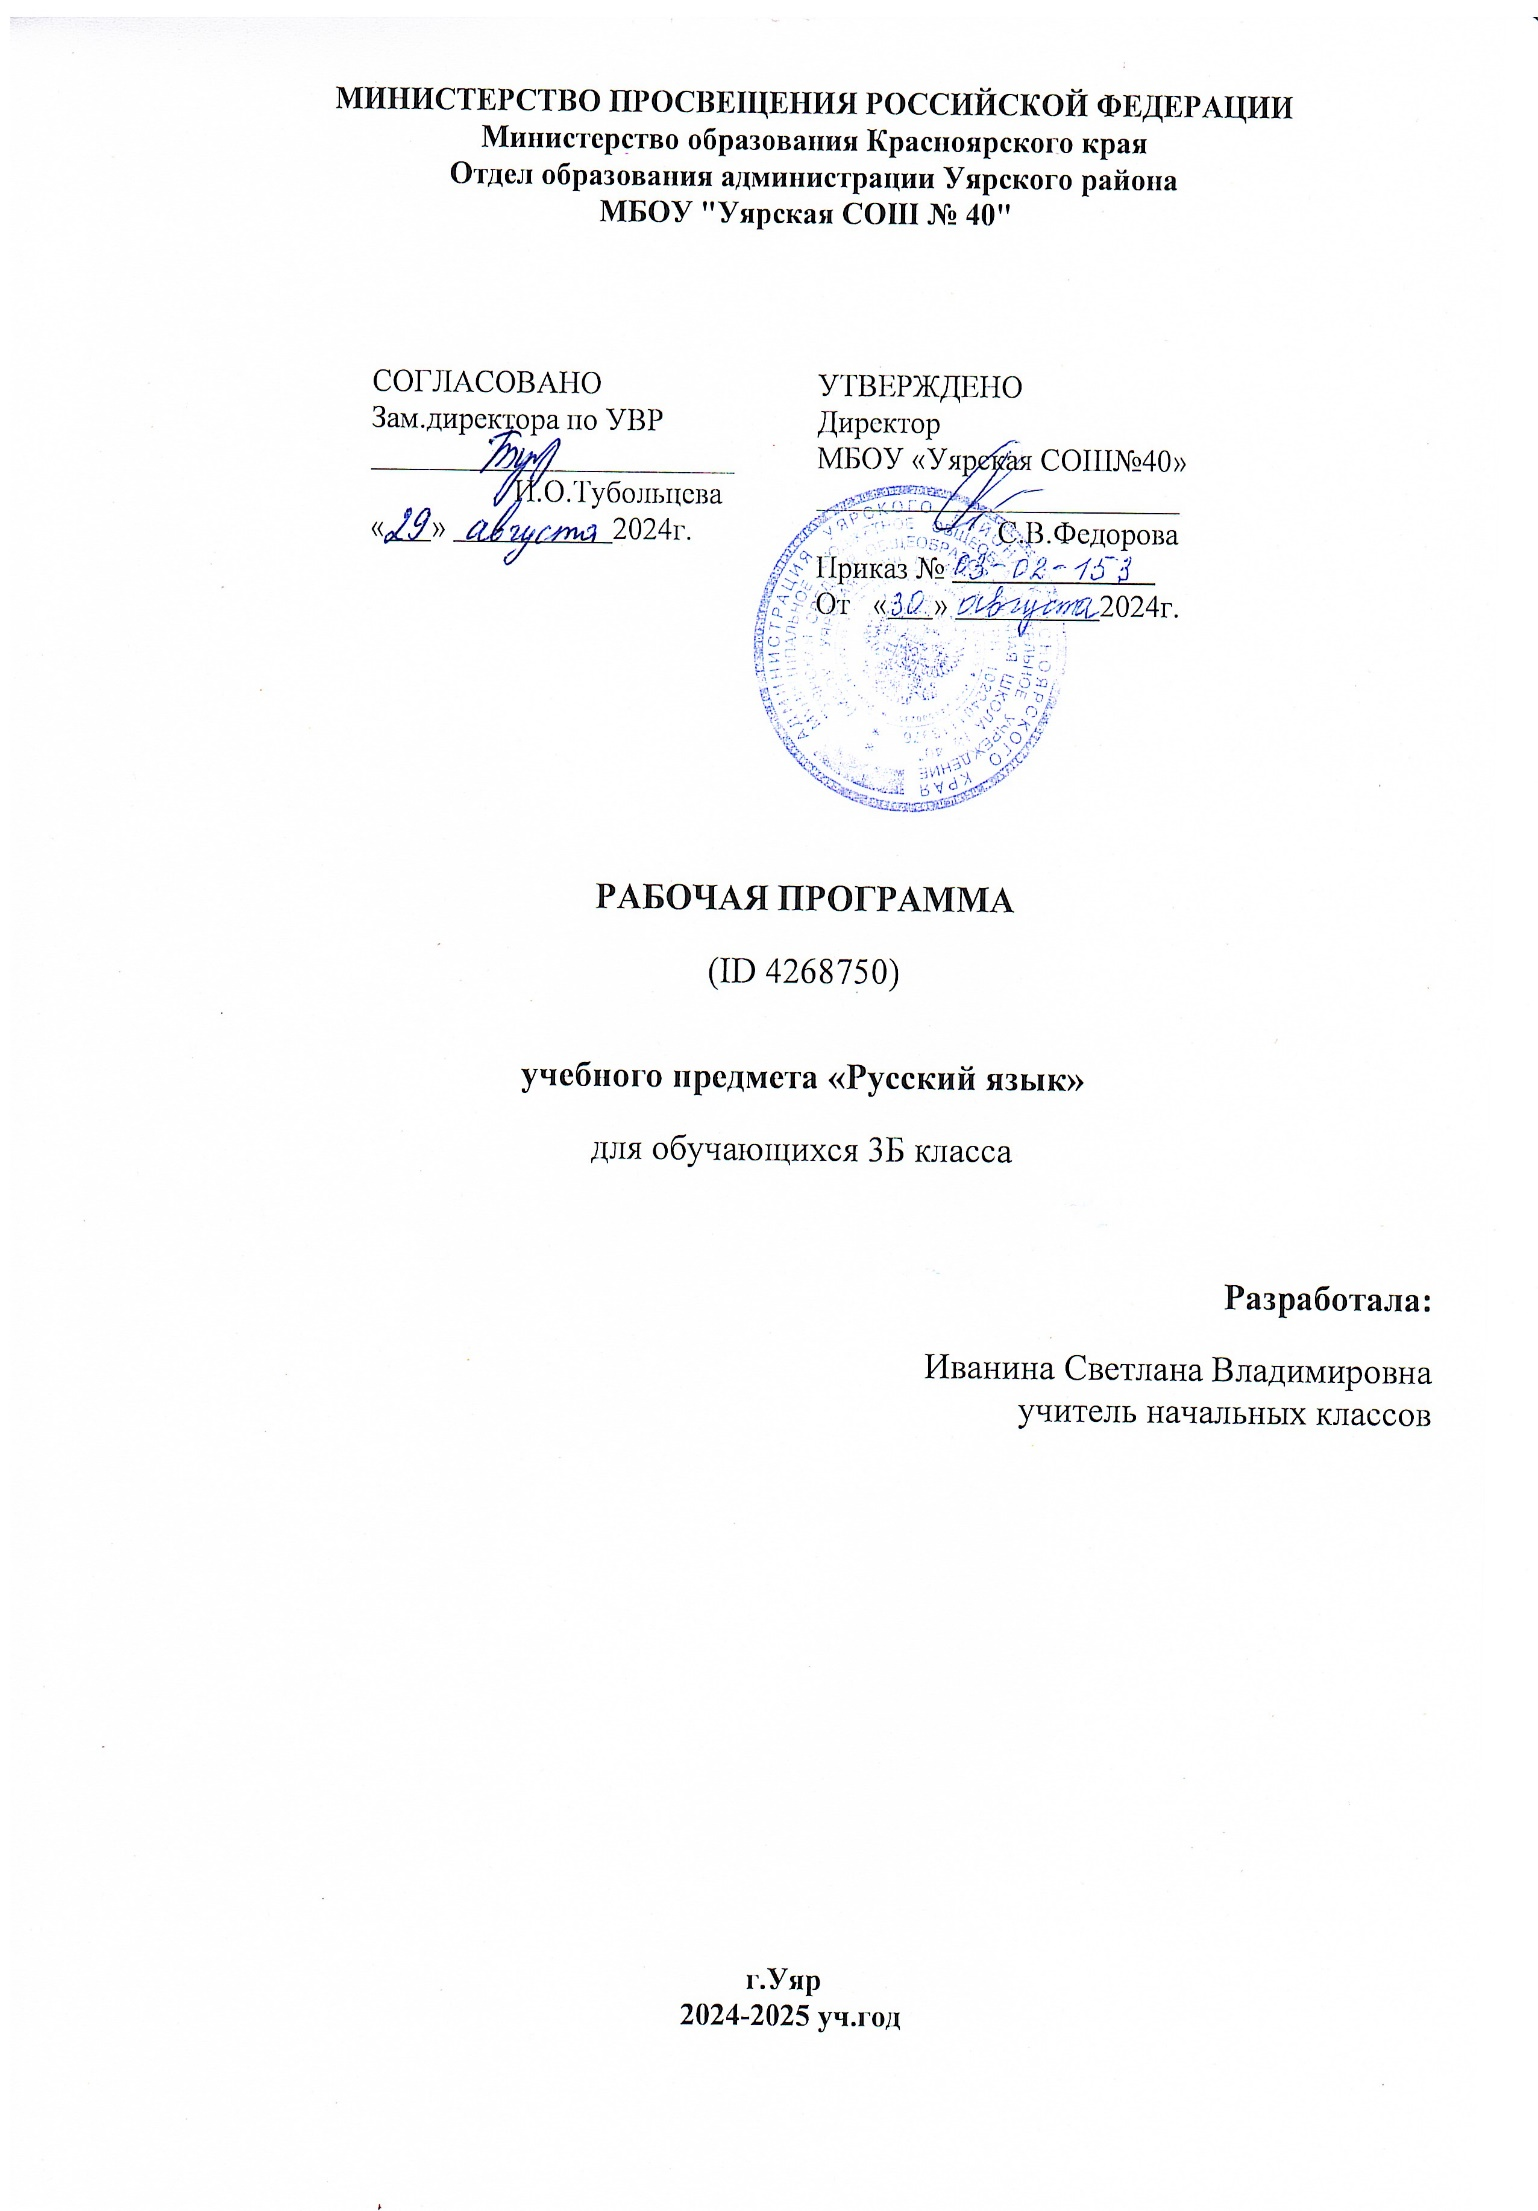 МИНИСТЕРСТВО ПРОСВЕЩЕНИЯ РОССИЙСКОЙ ФЕДЕРАЦИИ
Министерство образования Красноярского края
Отдел образования администрации Уярского района
МБОУ "Уярская СОШ № 40"
СОГЛАСОВАНО
Зам.директора по УВР
И.О.Тубольцева
«29» августа 2024г.
УТВЕРЖДЕНО
Директор
МБОУ «Уярская СОШ№40»
С.В.Федорова
Приказ № 03-02-153
От «30» августа 2024г.
РАБОЧАЯ ПРОГРАММА
(ID 4268750)
учебного предмета «Русский язык»
для обучающихся 3Б класса
Разработала:
Иванина Светлана Владимировна
учитель начальных классов
г.Уяр
2024-2025 уч.год